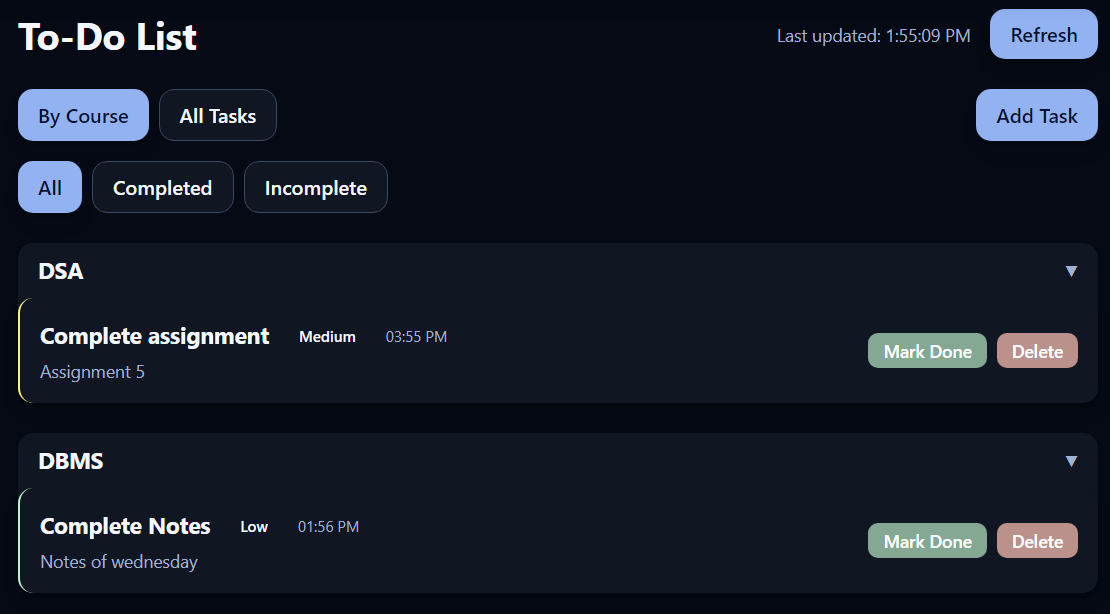 To-Do List
Last updated: 1:55:09 PM
Refresh
By Course
All Tasks
Add Task
All
Completed
Incomplete
DSA
▼
Complete assignment Medium 03:55 PM
Assignment 5
Mark Done
Delete
DBMS
▼
Complete Notes Low 01:56 PM
Notes of wednesday
Mark Done
Delete